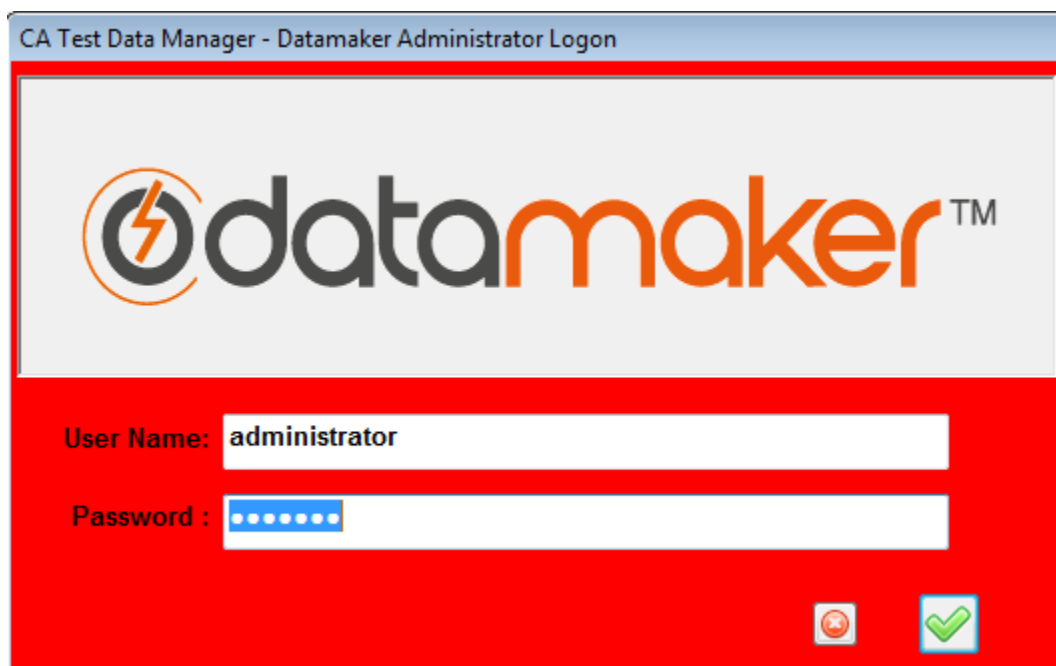 CA Test Data Manager - Datamaker Administrator Logon
datamaker™
User Name: administrator
Password : •••••••